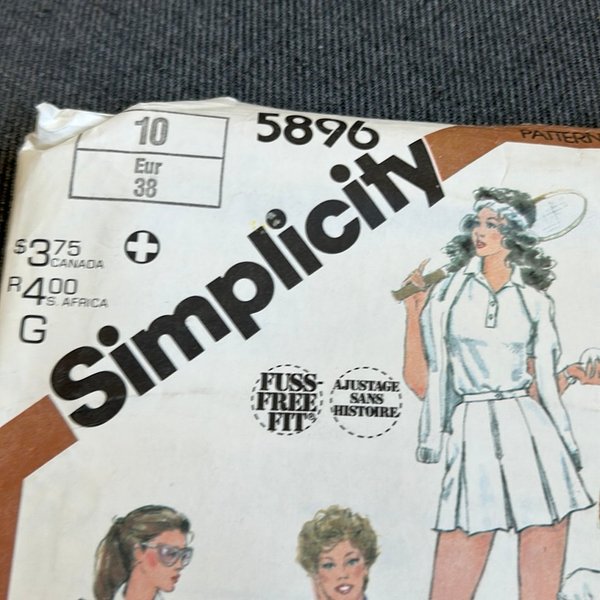 10
Eur
38
5896
PATTERN
Simplicity
$3.75
CANADA
R4.00
S. AFRICA
G
FUSS-
FREE
FIT®
AJUSTAGE
SANS
HISTOIRE